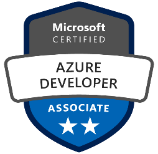 Microsoft
CERTIFIED
AZURE
DEVELOPER
ASSOCIATE